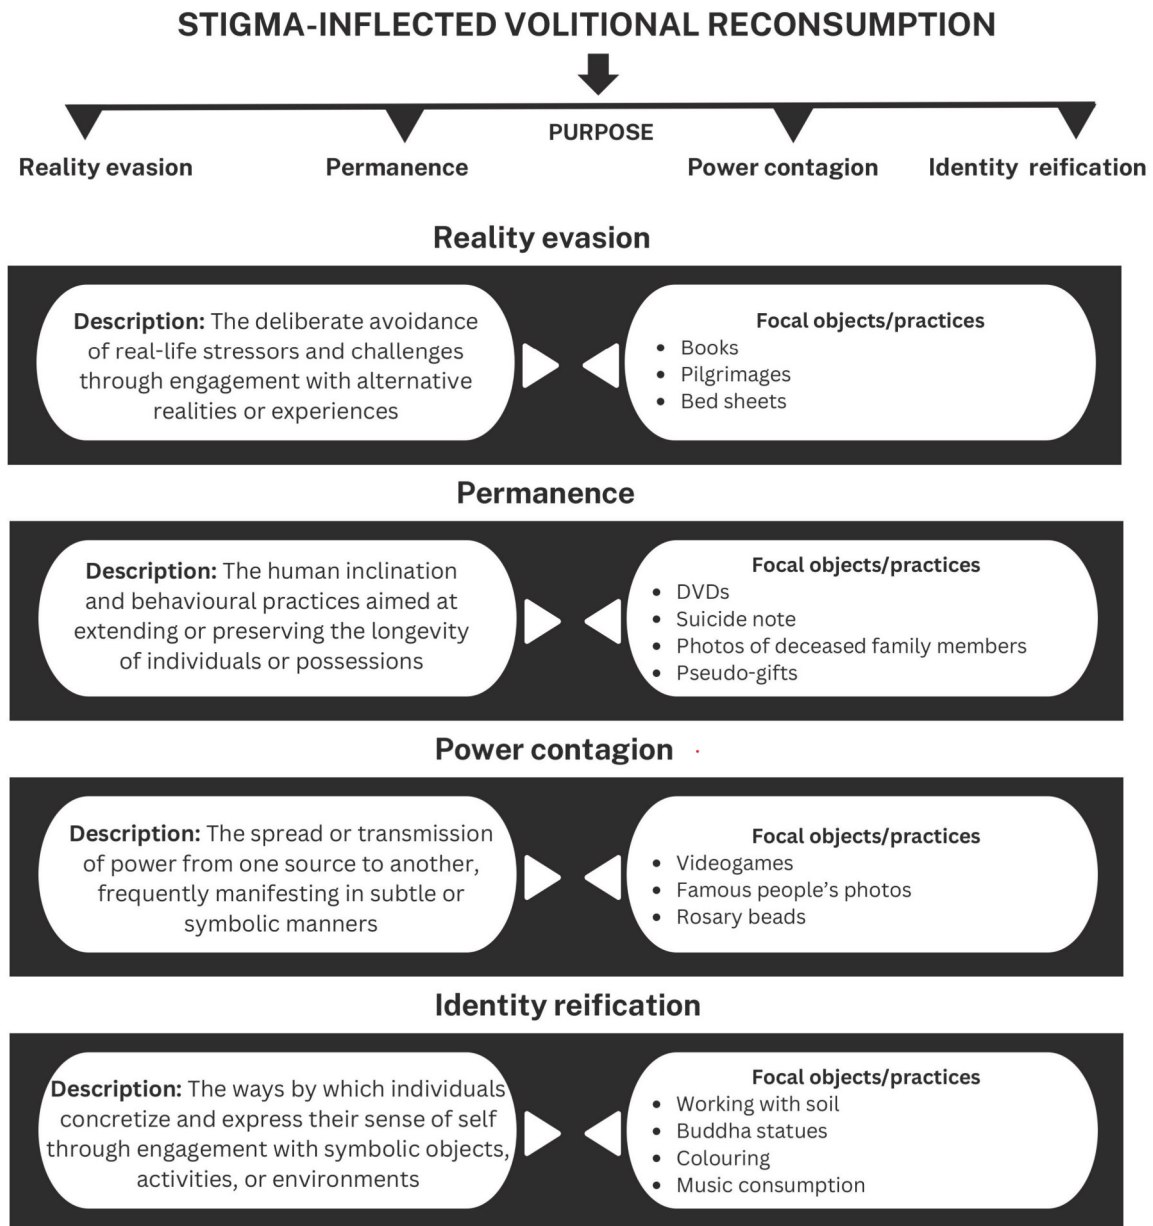 STIGMA-INFLECTED VOLITIONAL RECONSUMPTION
PURPOSE
Reality evasion
Permanence
Power contagion
Identity reification
Reality evasion
Description: The deliberate avoidance
of real-life stressors and challenges
through engagement with alternative
realities or experiences
Focal objects/practices
• Books
• Pilgrimages
• Bed sheets
Permanence
Description: The human inclination
and behavioural practices aimed at
extending or preserving the longevity
of individuals or possessions
Focal objects/practices
• DVDs
• Suicide note
• Photos of deceased family members
• Pseudo-gifts
Power contagion
Description: The spread or transmission
of power from one source to another,
frequently manifesting in subtle or
symbolic manners
Focal objects/practices
• Videogames
• Famous people's photos
• Rosary beads
Identity reification
Description: The ways by which individuals
concretize and express their sense of self
through engagement with symbolic objects,
activities, or environments
Focal objects/practices
• Working with soil
• Buddha statues
• Colouring
• Music consumption